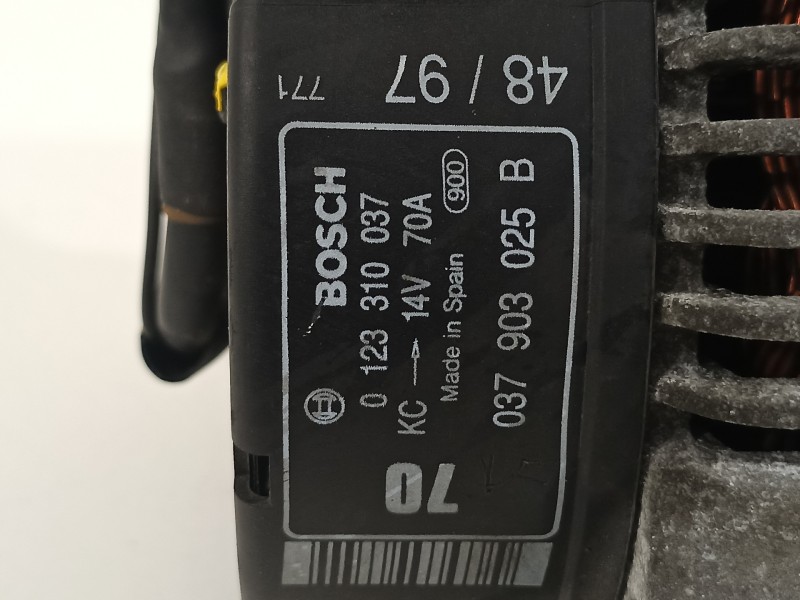 48 / 97
771
BOSCH
0 123 310 037
KC → 14V 70A
Made in Spain 900
037 903 025 B
70